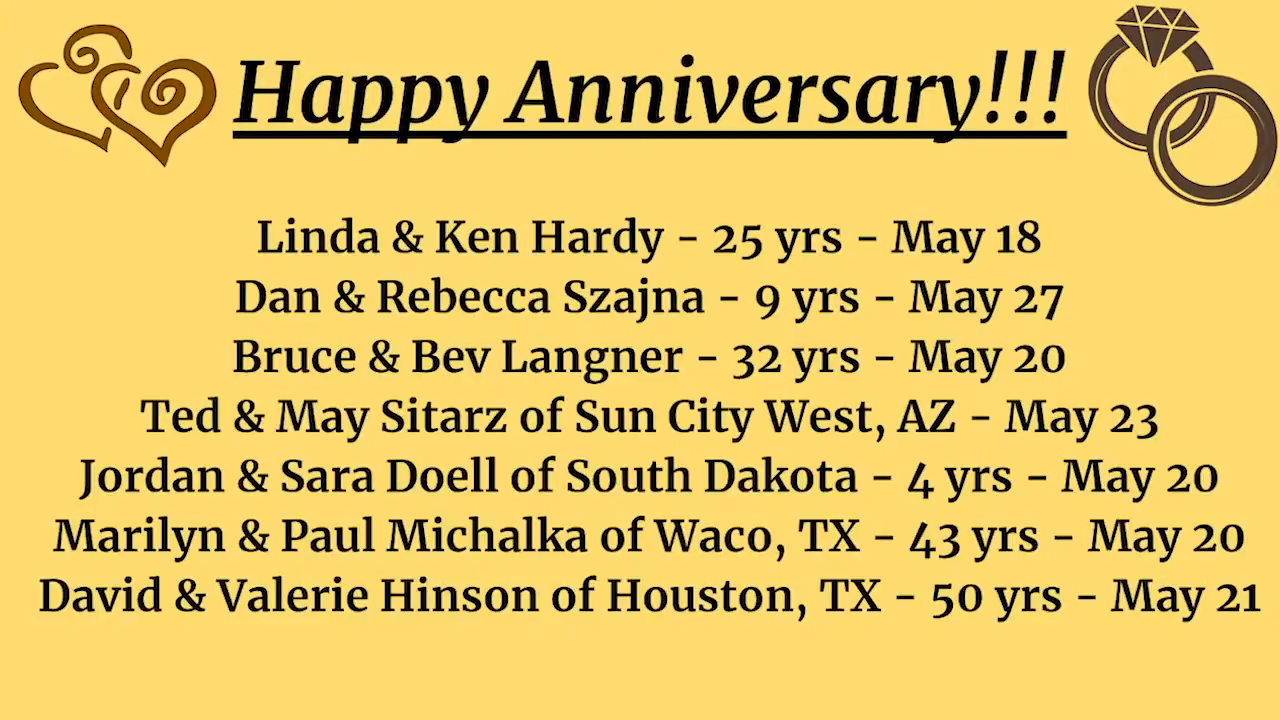 Happy Anniversary!!!
Linda & Ken Hardy - 25 yrs - May 18
Dan & Rebecca Szajna - 9 yrs - May 27
Bruce & Bev Langner - 32 yrs - May 20
Ted & May Sitarz of Sun City West, AZ - May 23
Jordan & Sara Doell of South Dakota - 4 yrs - May 20
Marilyn & Paul Michalka of Waco, TX - 43 yrs - May 20
David & Valerie Hinson of Houston, TX - 50 yrs - May 21